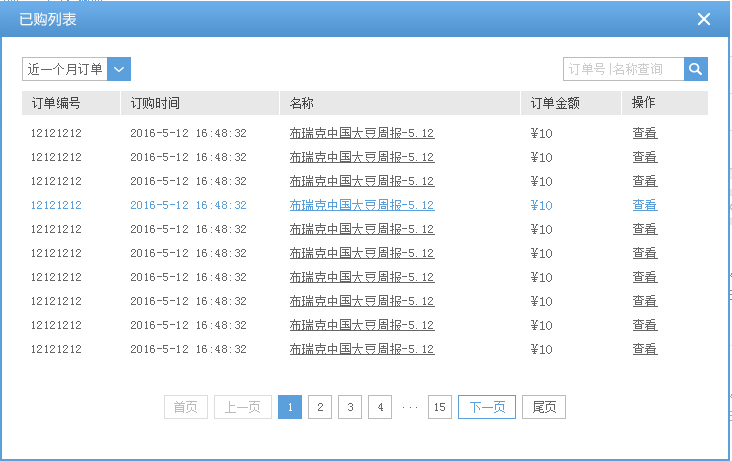 已购列表
近一个月订单 订单号|名称查询
订单编号 订购时间 名称 订单金额 操作
12121212 2016-5-12 16:48:32 布瑞克中国大豆周报-5.12 ¥10 查看
12121212 2016-5-12 16:48:32 布瑞克中国大豆周报-5.12 ¥10 查看
12121212 2016-5-12 16:48:32 布瑞克中国大豆周报-5.12 ¥10 查看
12121212 2016-5-12 16:48:32 布瑞克中国大豆周报-5.12 ¥10 查看
12121212 2016-5-12 16:48:32 布瑞克中国大豆周报-5.12 ¥10 查看
12121212 2016-5-12 16:48:32 布瑞克中国大豆周报-5.12 ¥10 查看
12121212 2016-5-12 16:48:32 布瑞克中国大豆周报-5.12 ¥10 查看
12121212 2016-5-12 16:48:32 布瑞克中国大豆周报-5.12 ¥10 查看
12121212 2016-5-12 16:48:32 布瑞克中国大豆周报-5.12 ¥10 查看
12121212 2016-5-12 16:48:32 布瑞克中国大豆周报-5.12 ¥10 查看
首页 上一页 1 2 3 4 ··· 15 下一页 尾页